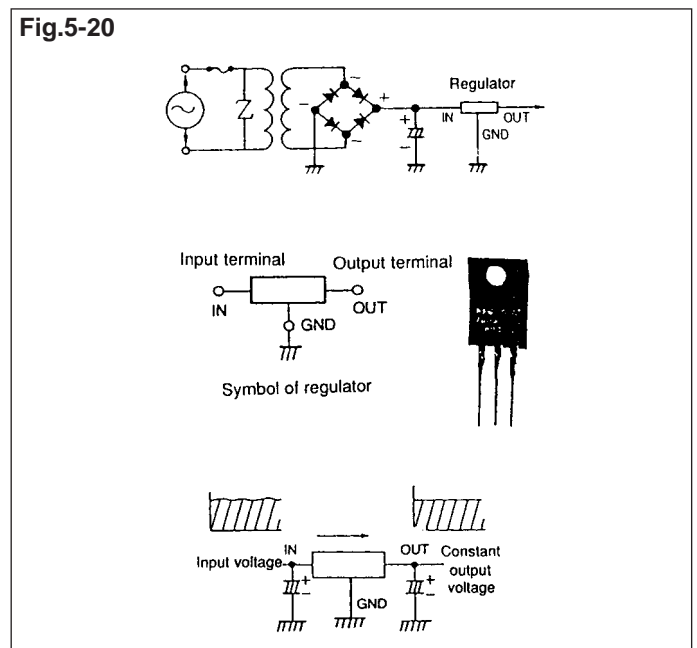 Fig.5-20
Regulator
IN OUT
GND
Input terminal Output terminal
IN OUT
GND
Symbol of regulator
IN OUT
Input voltage Constant
output
voltage
GND